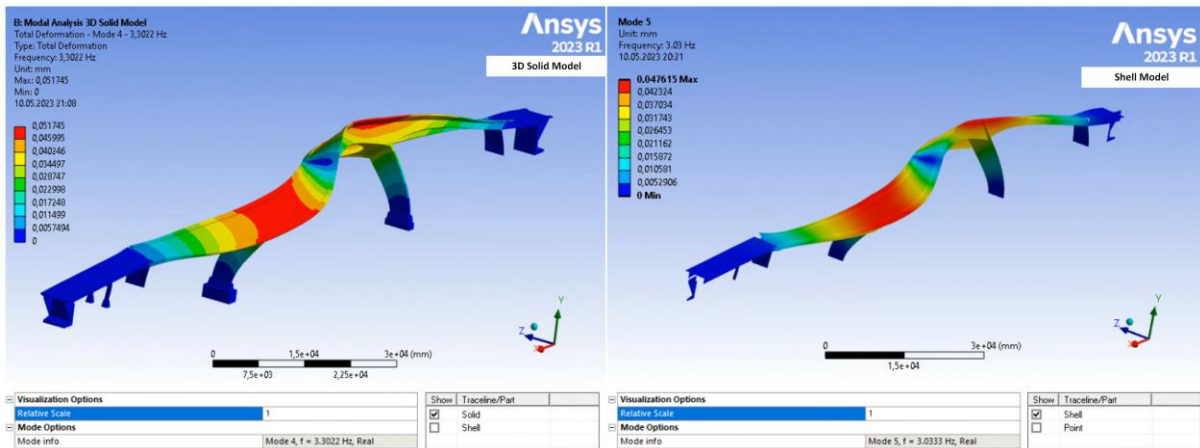 B: Modal Analysis 3D Solid Model
Total Deformation - Mode 4 - 3,3022 Hz
Type: Total Deformation
Frequency: 3,3022 Hz
Unit: mm
Max: 0,051745
Min: 0
10.05.2023 21:08
Ansys
2023 R1
3D Solid Model
0,051745
0,045995
0,040246
0,034497
0,028747
0,022998
0,017248
0,011499
0,0057494
0
Y
Z
X
0 1,5e+04 3e+04 (mm)
7,5e+03 2,25e+04
Visualization Options
Relative Scale 1
Mode Options
Mode info Mode 4, f = 3.3022 Hz, Real
Show Traceline/Part
Solid
Shell
Mode 5
Unit: mm
Frequency: 3.03 Hz
10.05.2023 20:21
Ansys
2023 R1
Shell Model
0,047615 Max
0,042324
0,037034
0,031743
0,026453
0,021162
0,015872
0,010581
0,0052906
0 Min
Y
Z
X
0 3e+04 (mm)
1,5e+04
Visualization Options
Relative Scale 1
Mode Options
Mode info Mode 5, f = 3.0333 Hz, Real
Show Traceline/Part
Shell
Point